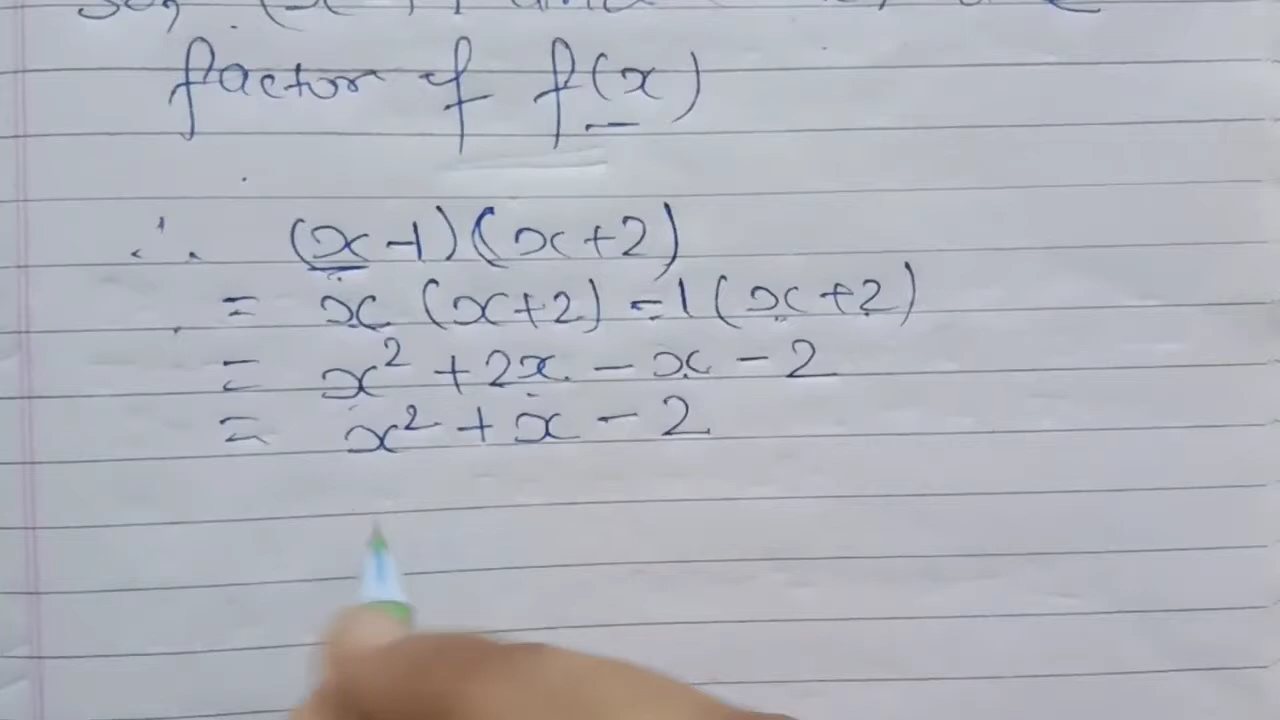 factor of f(x)
∴ (x-1)(x+2)
= x (x+2) -1 (x+2)
= x² + 2x - x - 2
= x² + x - 2